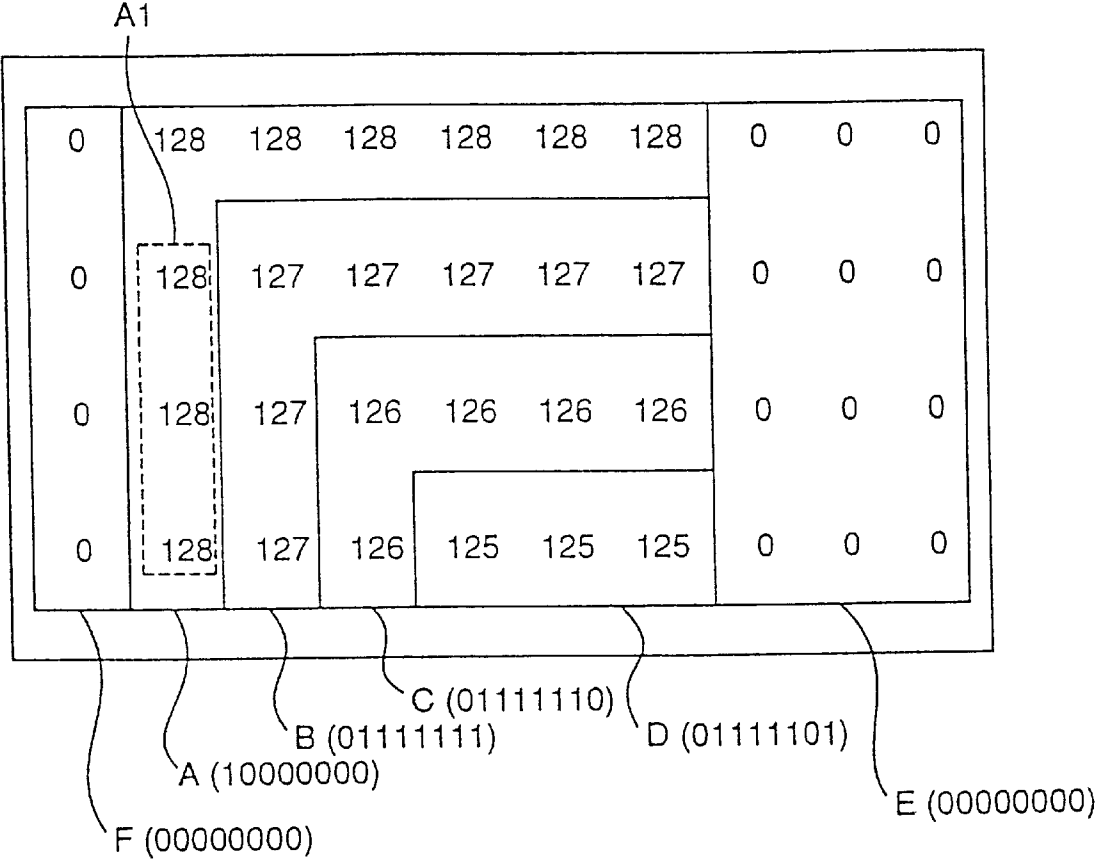 A1
0 128 128 128 128 128 128 0 0 0
0 128 127 127 127 127 127 0 0 0
0 128 127 126 126 126 126 0 0 0
0 128 127 126 125 125 125 0 0 0
C (01111110)
B (01111111)
D (01111101)
A (10000000)
E (00000000)
F (00000000)